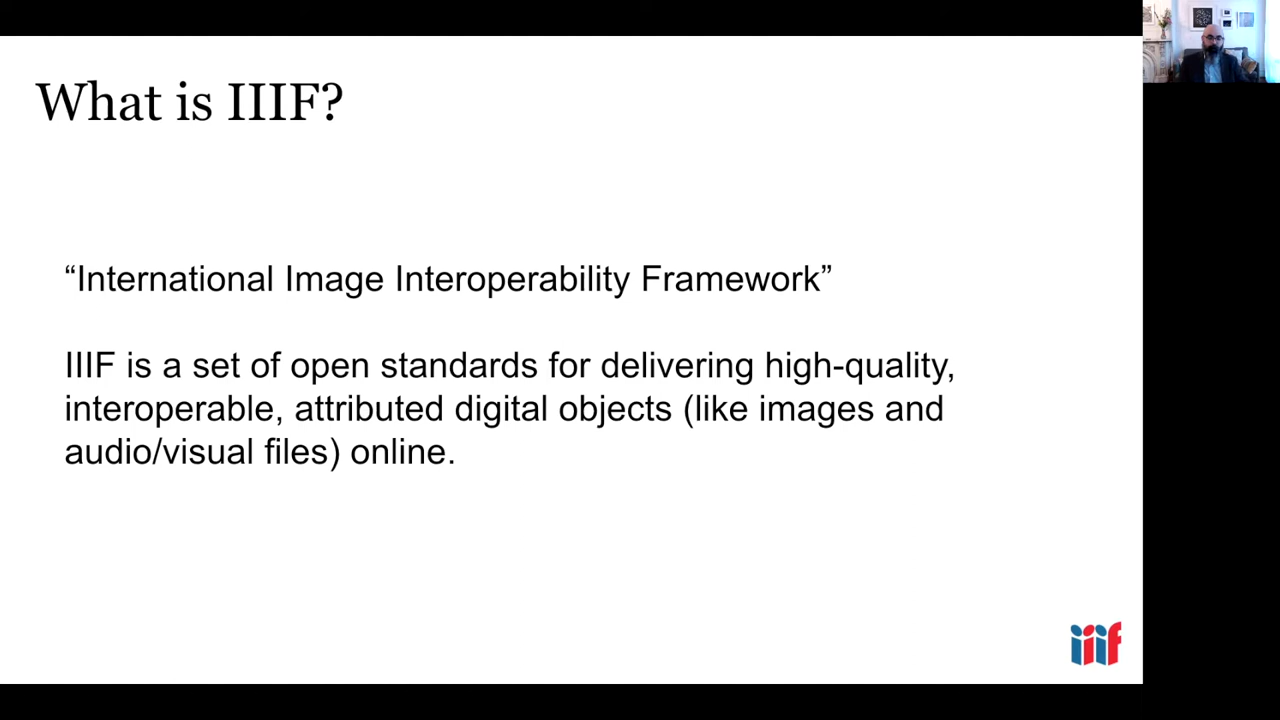 What is IIIF?
“International Image Interoperability Framework”
IIIF is a set of open standards for delivering high-quality,
interoperable, attributed digital objects (like images and
audio/visual files) online.
iiif